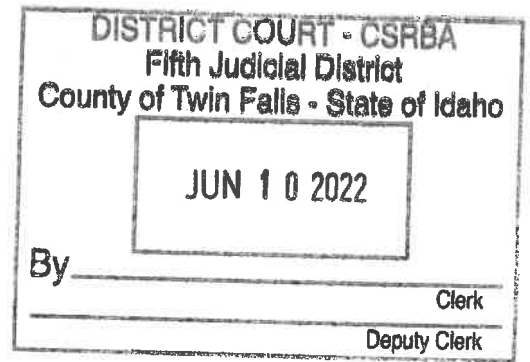 DISTRICT COURT - CSRBA
Fifth Judicial District
County of Twin Falls - State of Idaho
JUN 1 0 2022
By
Clerk
Deputy Clerk